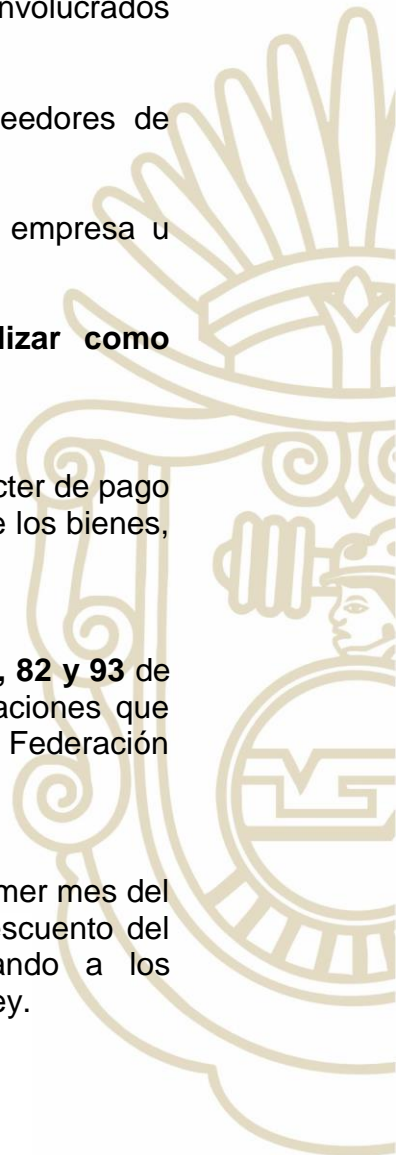 nvolucrados
eedores de
empresa u
lizar como
cter de pago
e los bienes,
, 82 y 93 de
aciones que
Federación
mer mes del
escuento del
ando a los
ey.